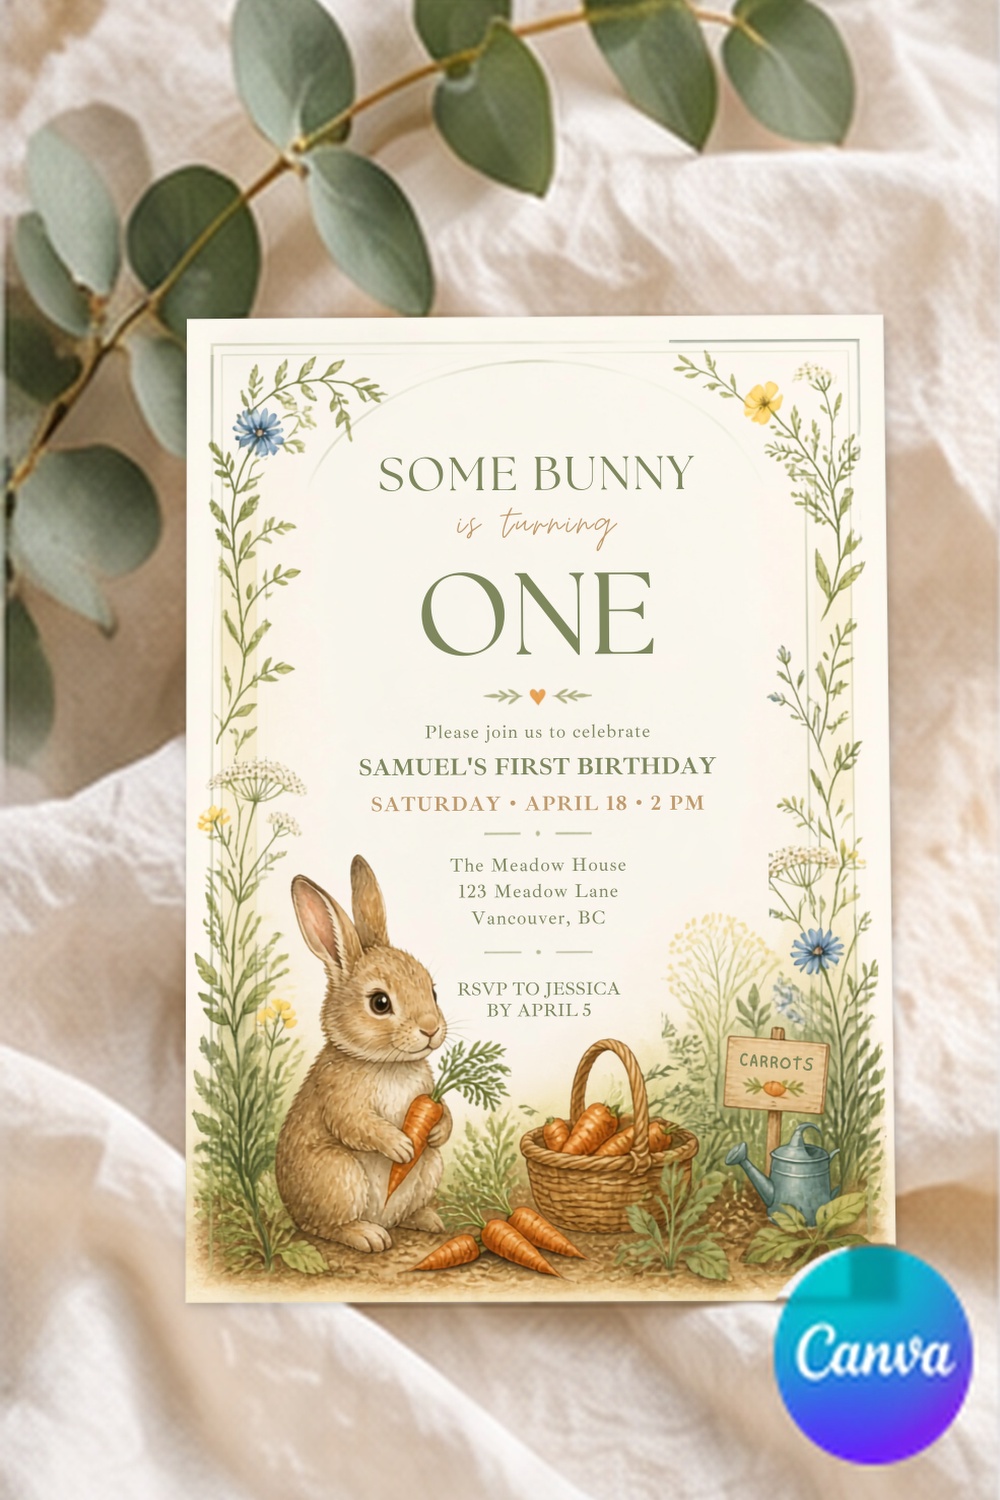 SOME BUNNY
is turning
ONE
Please join us to celebrate
SAMUEL'S FIRST BIRTHDAY
SATURDAY • APRIL 18 • 2 PM
The Meadow House
123 Meadow Lane
Vancouver, BC
RSVP TO JESSICA
BY APRIL 5
CARROTS
Canva